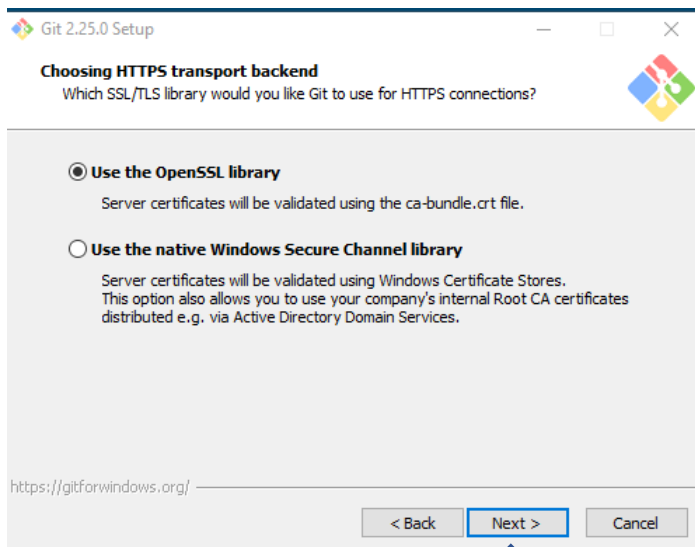 Git 2.25.0 Setup
Choosing HTTPS transport backend
Which SSL/TLS library would you like Git to use for HTTPS connections?
Use the OpenSSL library
Server certificates will be validated using the ca-bundle.crt file.
Use the native Windows Secure Channel library
Server certificates will be validated using Windows Certificate Stores.
This option also allows you to use your company's internal Root CA certificates
distributed e.g. via Active Directory Domain Services.
https://gitforwindows.org/
< Back Next > Cancel